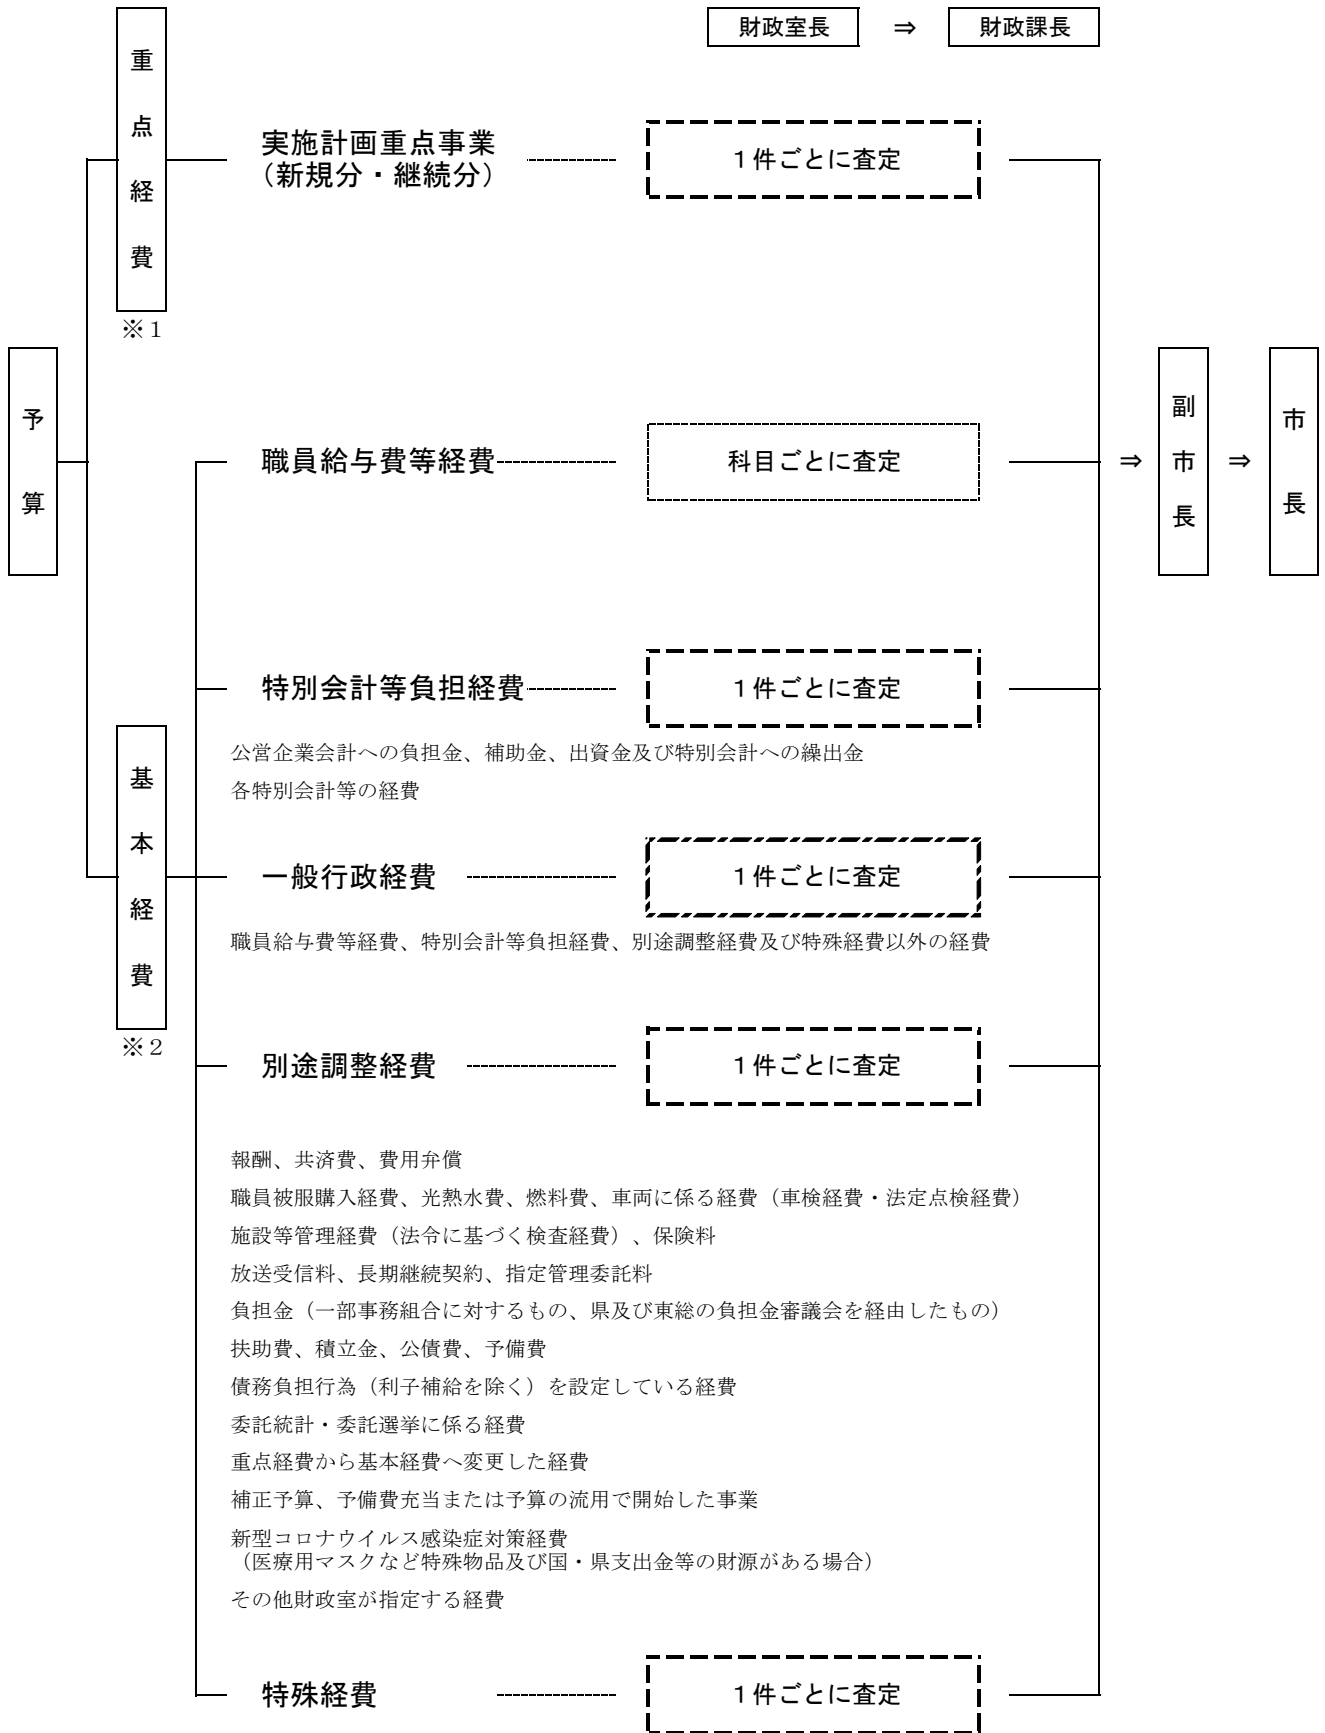 財政室長 ⇒ 財政課長
重点経費
※１
実施計画重点事業
（新規分・継続分）
１件ごとに査定
予算
職員給与費等経費
科目ごとに査定
⇒
副市長
⇒
市長
特別会計等負担経費
１件ごとに査定
公営企業会計への負担金、補助金、出資金及び特別会計への繰出金
各特別会計等の経費
基本経費
※２
一般行政経費
１件ごとに査定
職員給与費等経費、特別会計等負担経費、別途調整経費及び特殊経費以外の経費
別途調整経費
１件ごとに査定
報酬、共済費、費用弁償
職員被服購入経費、光熱水費、燃料費、車両に係る経費（車検経費・法定点検経費）
施設等管理経費（法令に基づく検査経費）、保険料
放送受信料、長期継続契約、指定管理委託料
負担金（一部事務組合に対するもの、県及び東総の負担金審議会を経由したもの）
扶助費、積立金、公債費、予備費
債務負担行為（利子補給を除く）を設定している経費
委託統計・委託選挙に係る経費
重点経費から基本経費へ変更した経費
補正予算、予備費充当または予算の流用で開始した事業
新型コロナウイルス感染症対策経費
（医療用マスクなど特殊物品及び国・県支出金等の財源がある場合）
その他財政室が指定する経費
特殊経費
１件ごとに査定